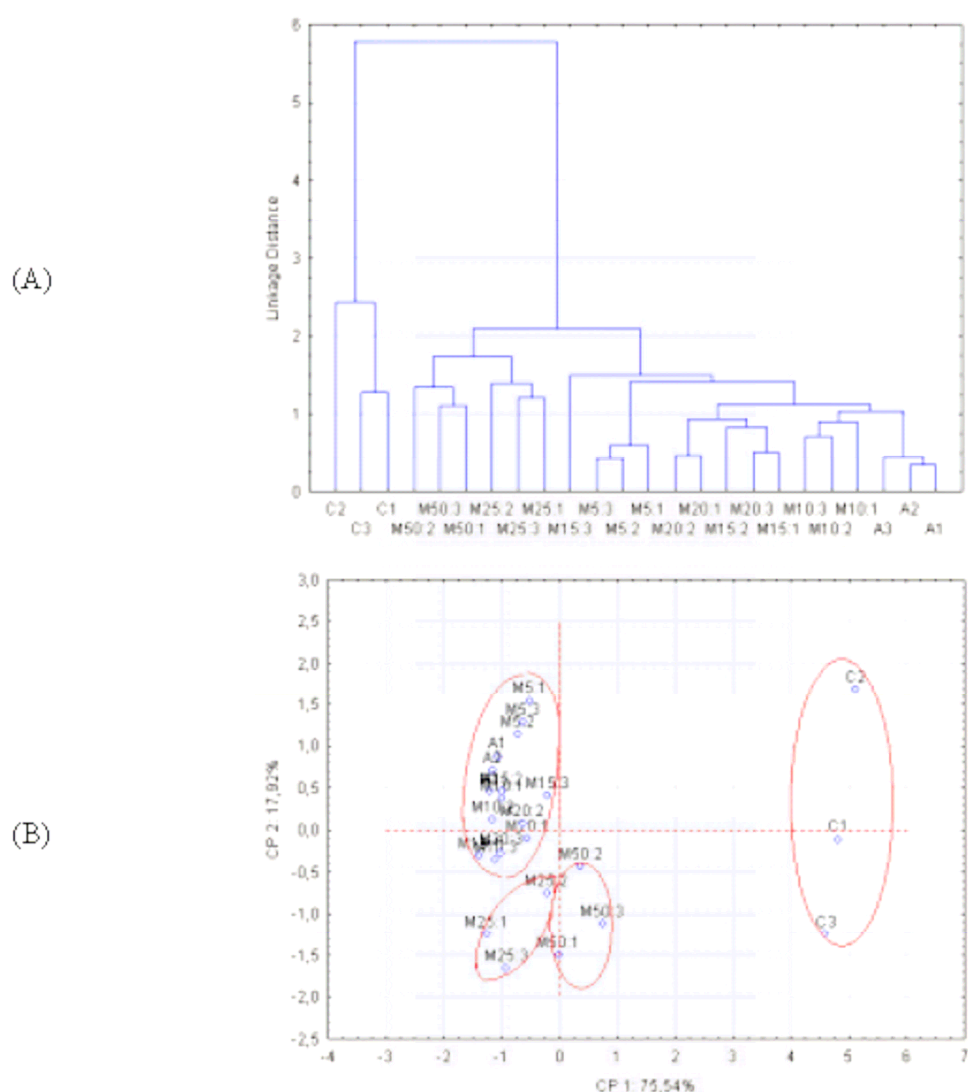 (A)
Linkage Distance
6
5
4
3
2
1
0
C2 C1 M50:3 M25:2 M25:1 M5:3 M5:1 M20:1 M20:3 M10:3 M10:1 A2
C3 M50:2 M50:1 M25:3 M15:3 M5:2 M20:2 M15:2 M15:1 M10:2 A3 A1
(B)
CP 2: 17,92%
3,0
2,5
2,0
1,5
1,0
0,5
0,0
-0,5
-1,0
-1,5
-2,0
-2,5
C2
M5:1
M5:3
M5:2
A1
A2
M15:3
M20:2
C1
M50:2
M25:2
M50:3
M25:1
C3
M50:1
M25:3
-4 -3 -2 -1 0 1 2 3 4 5 6 7
CP 1: 75,54%